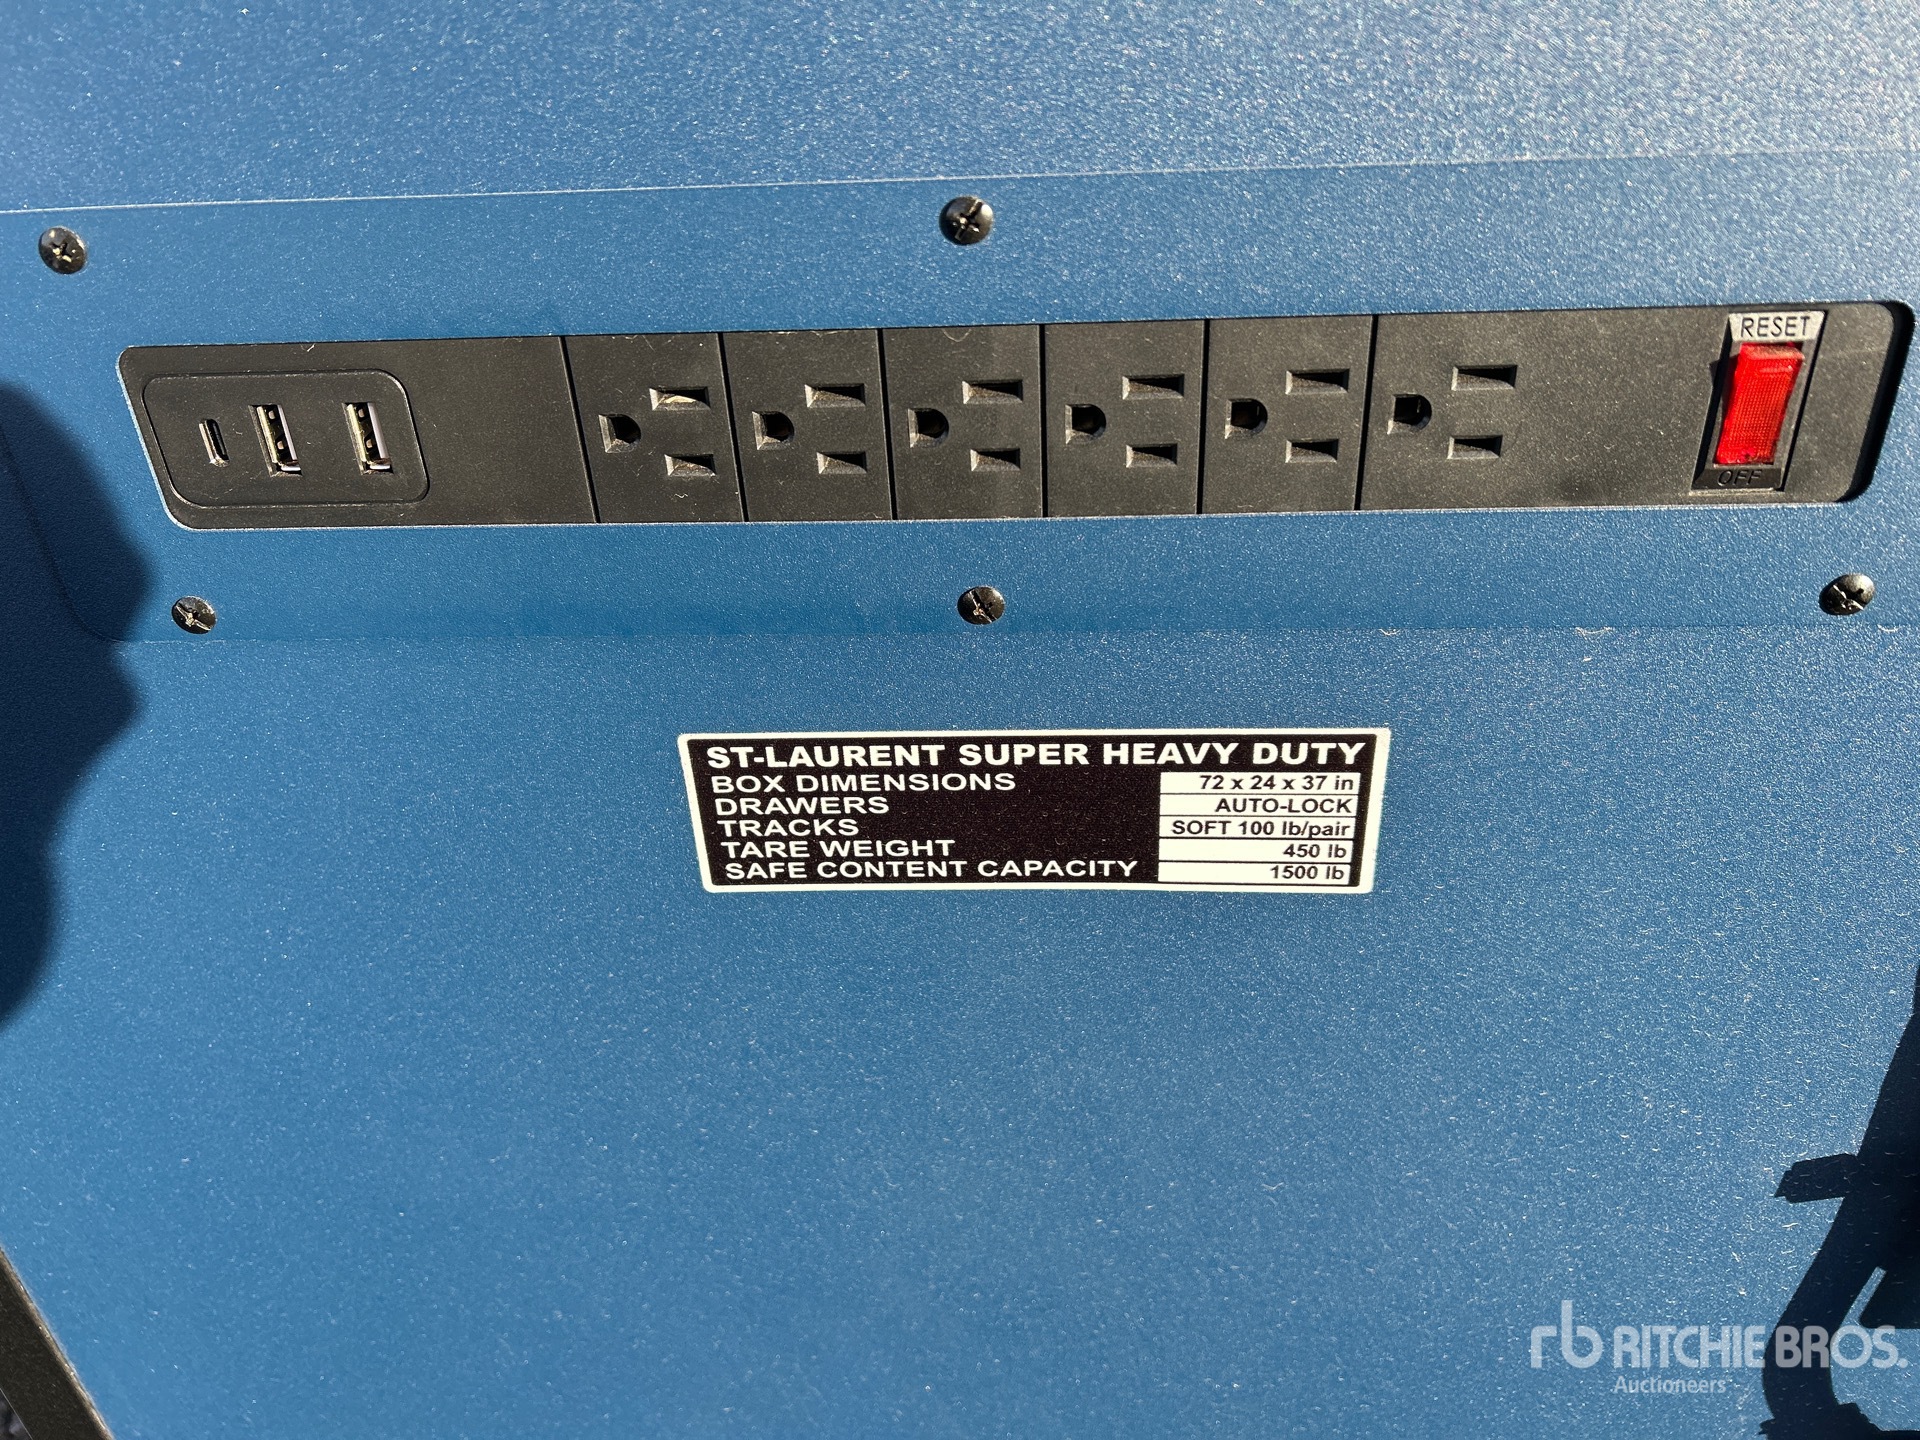 RESET
OFF
ST-LAURENT SUPER HEAVY DUTY
BOX DIMENSIONS 72 x 24 x 37 in
DRAWERS AUTO-LOCK
TRACKS SOFT 100 lb/pair
TARE WEIGHT 450 lb
SAFE CONTENT CAPACITY 1500 lb
rb RITCHIE BROS.
Auctioneers